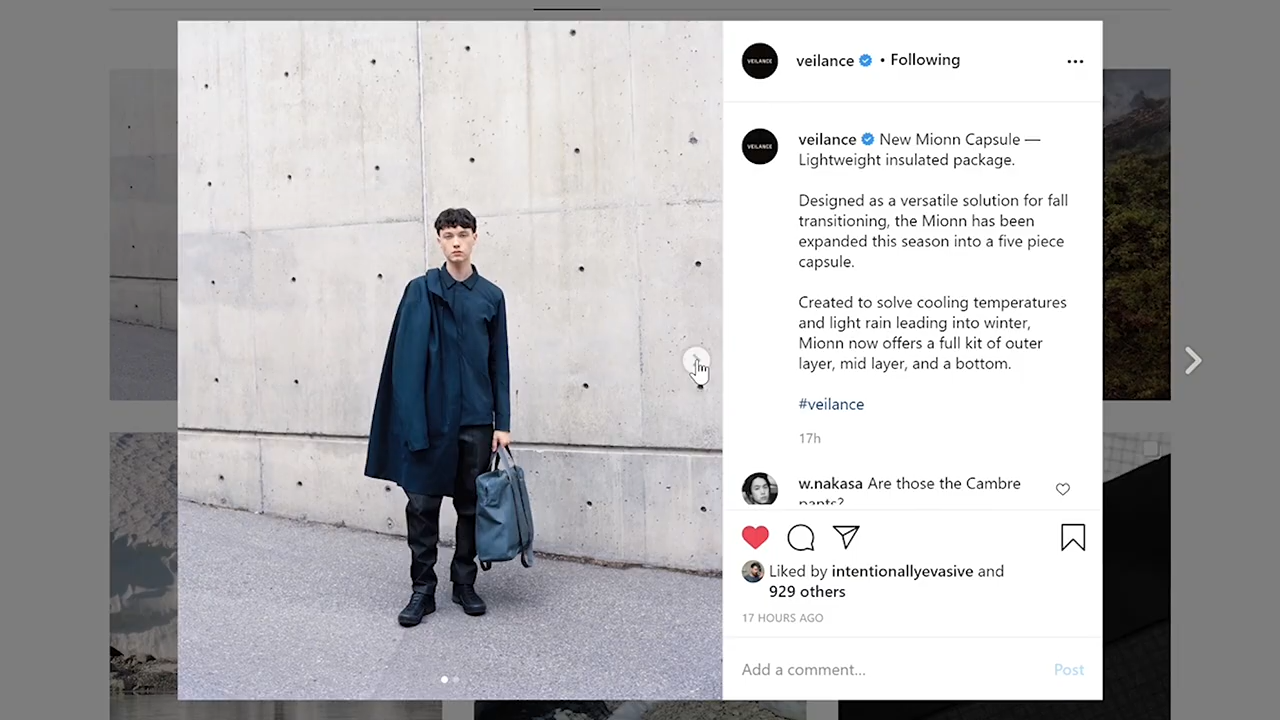 VEILANCE
veilance • Following
VEILANCE
veilance New Mionn Capsule —
Lightweight insulated package.
Designed as a versatile solution for fall
transitioning, the Mionn has been
expanded this season into a five piece
capsule.
Created to solve cooling temperatures
and light rain leading into winter,
Mionn now offers a full kit of outer
layer, mid layer, and a bottom.
#veilance
17h
w.nakasa Are those the Cambre
pants?
Liked by intentionallyevasive and
929 others
17 HOURS AGO
Add a comment...
Post